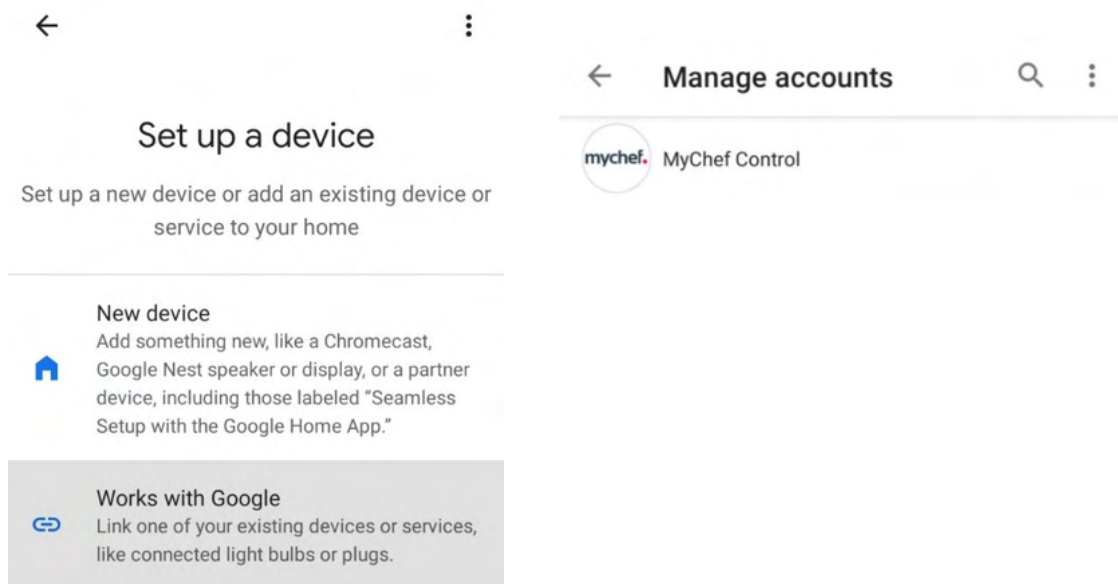 Set up a device
Set up a new device or add an existing device or
service to your home
New device
Add something new, like a Chromecast,
Google Nest speaker or display, or a partner
device, including those labeled “Seamless
Setup with the Google Home App.”
Works with Google
Link one of your existing devices or services,
like connected light bulbs or plugs.
Manage accounts
mychef.
MyChef Control